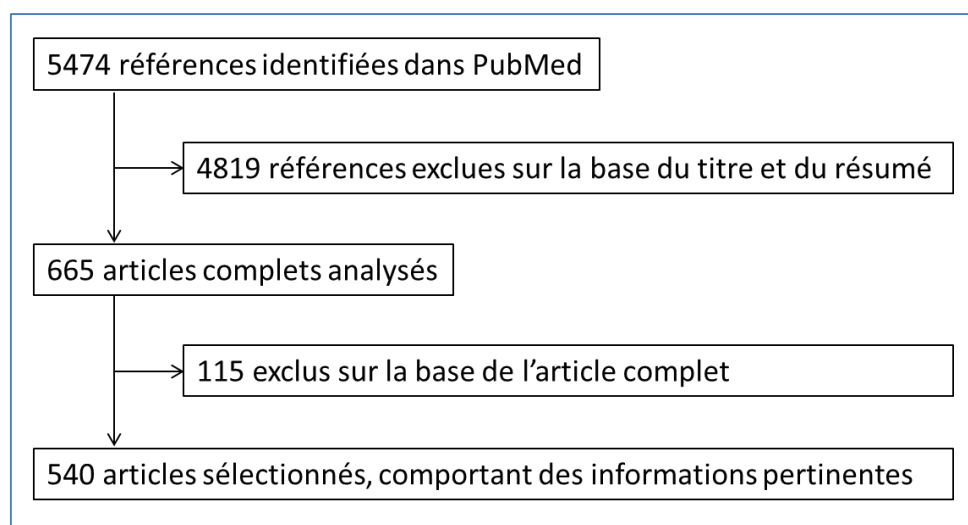 5474 références identifiées dans PubMed
4819 références exclues sur la base du titre et du résumé
665 articles complets analysés
115 exclus sur la base de l’article complet
540 articles sélectionnés, comportant des informations pertinentes